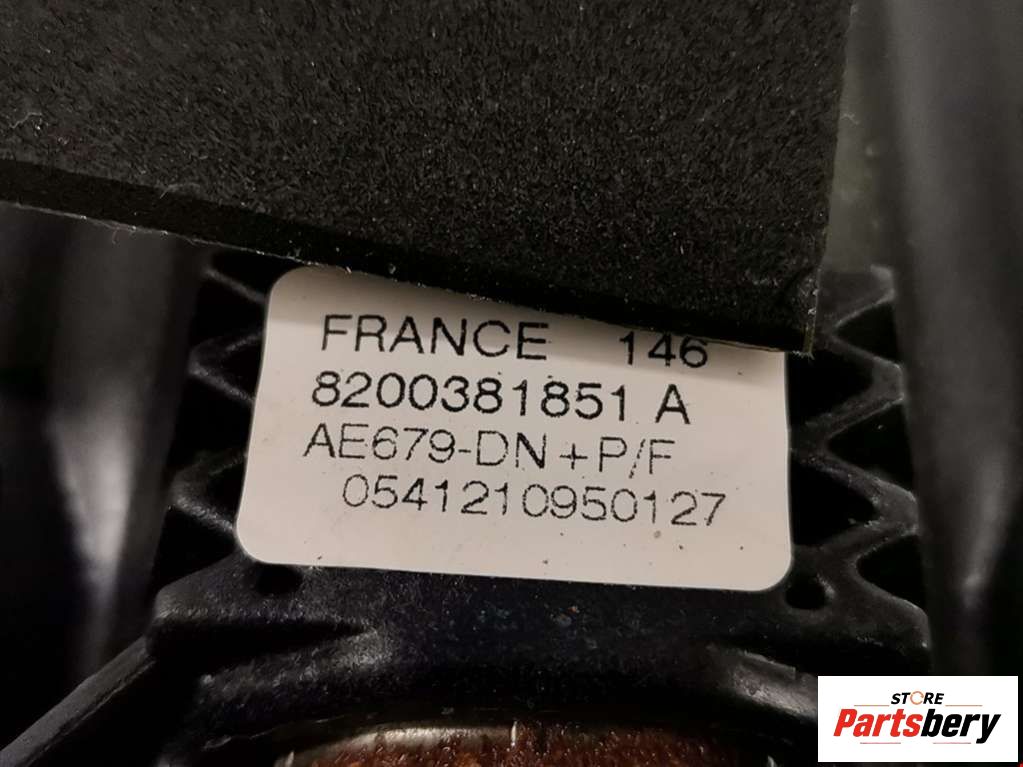 FRANCE 146
8200381851 A
AE679-DN+P/F
0541210950127
STORE
Partsbery